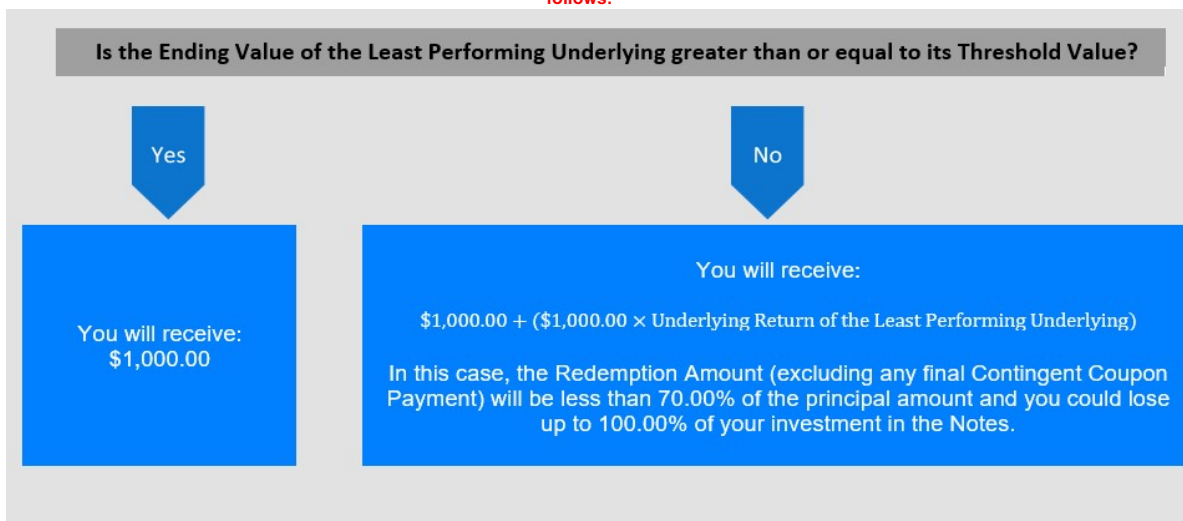 follows:
Is the Ending Value of the Least Performing Underlying greater than or equal to its Threshold Value?
Yes
No
You will receive:
$1,000.00
You will receive:
$1,000.00 + ($1,000.00 × Underlying Return of the Least Performing Underlying)
In this case, the Redemption Amount (excluding any final Contingent Coupon
Payment) will be less than 70.00% of the principal amount and you could lose
up to 100.00% of your investment in the Notes.